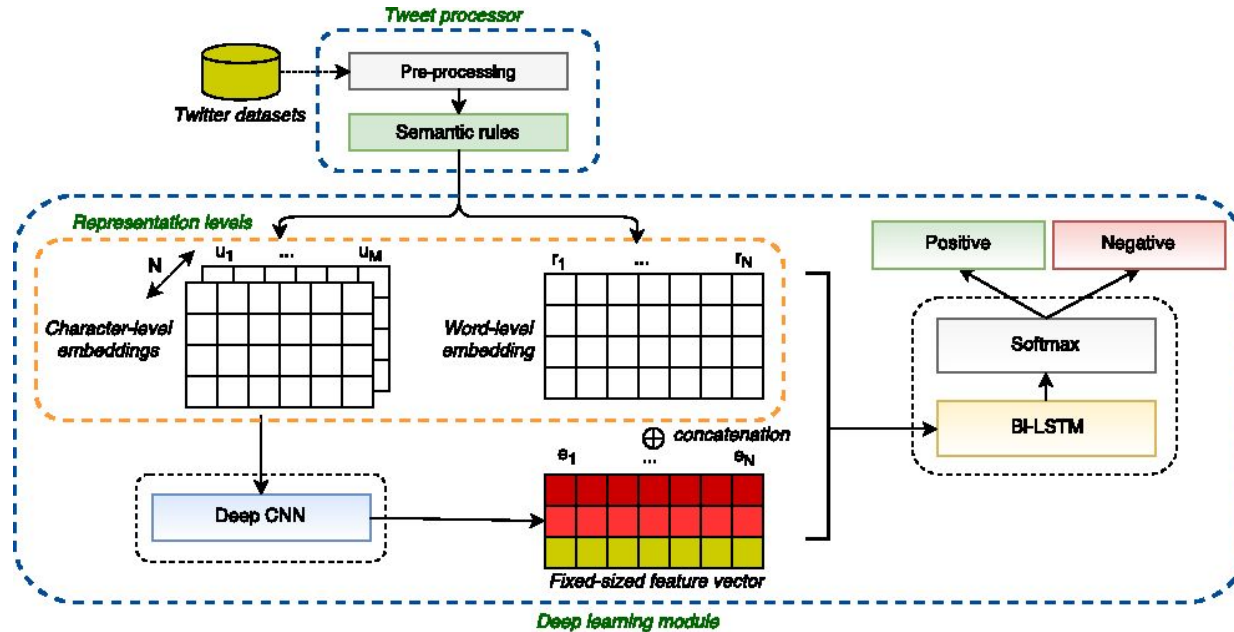 Tweet processor
Pre-processing
Twitter datasets
Semantic rules
Representation levels
Positive
Negative
N
u1 ... uM
r1 ... rN
Character-level
embeddings
Word-level
embedding
Softmax
Bi-LSTM
⊕ concatenation
e1 ... eN
Deep CNN
Fixed-sized feature vector
Deep learning module